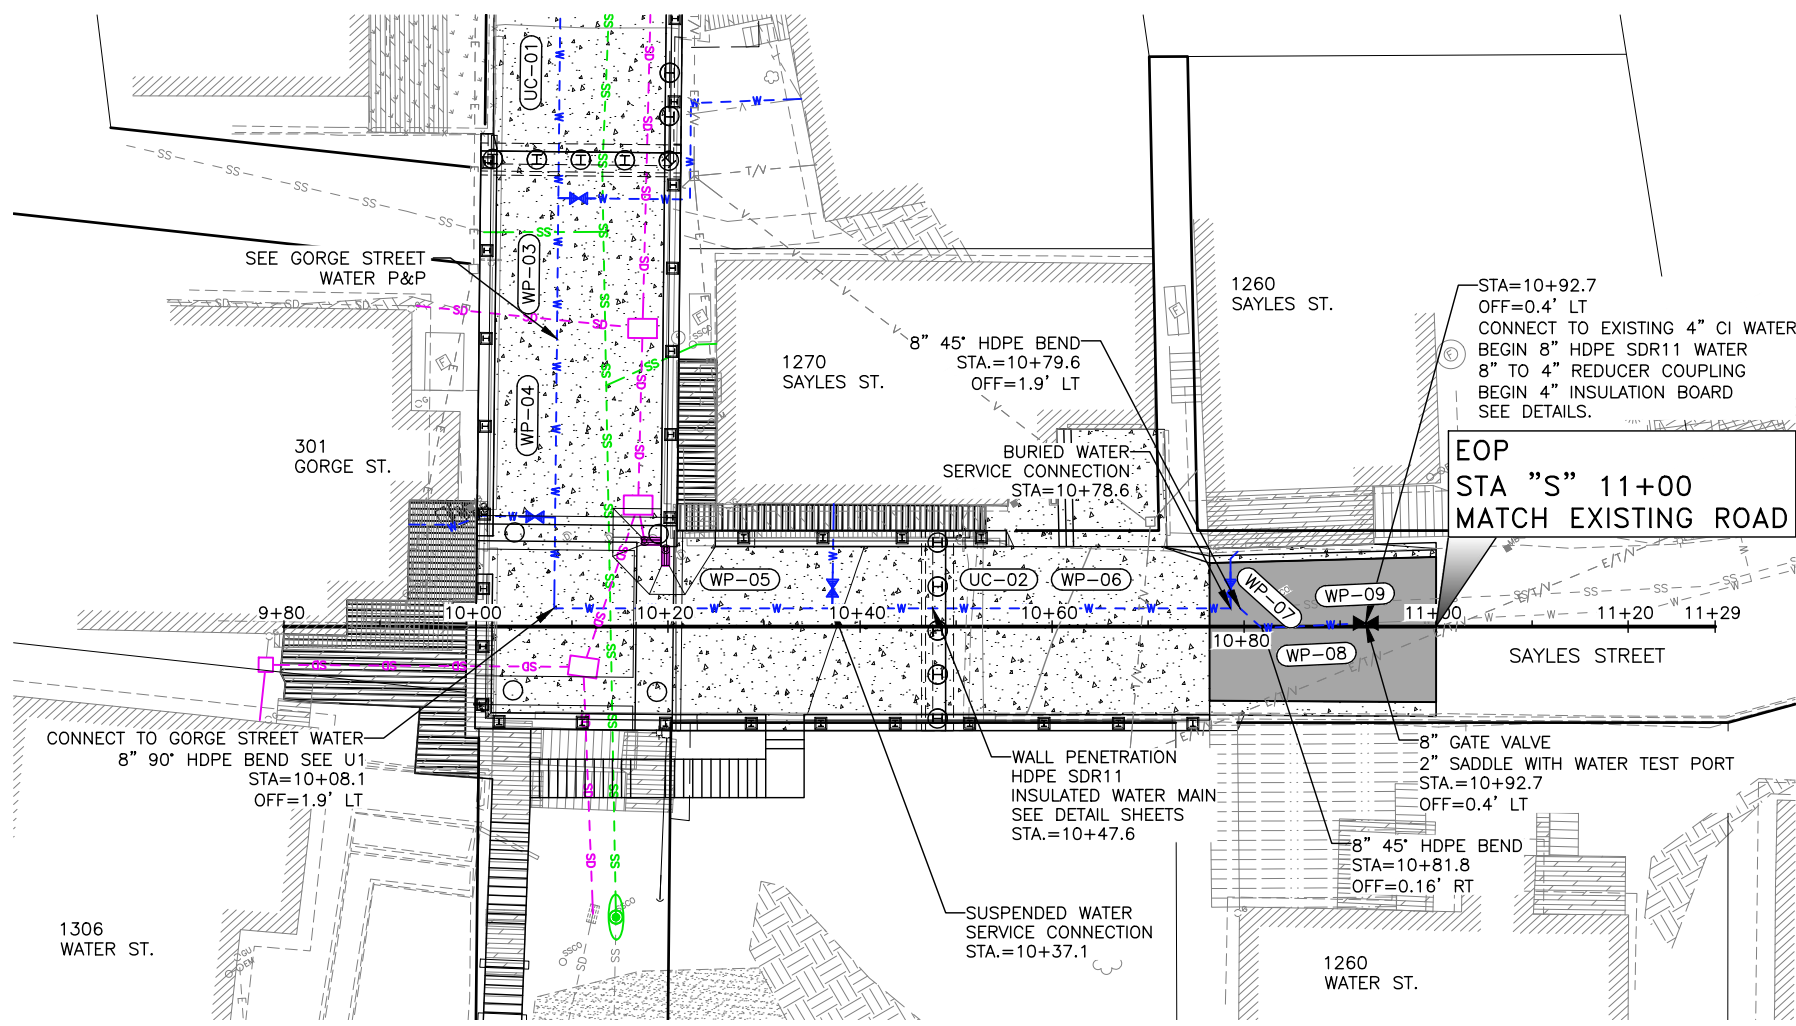 UC-01
SEE GORGE STREET
WATER P&P
WP-03
WP-04
301
GORGE ST.
1270
SAYLES ST.
1260
SAYLES ST.
8" 45° HDPE BEND
STA.=10+79.6
OFF=1.9' LT
BURIED WATER
SERVICE CONNECTION
STA=10+78.6
STA=10+92.7
OFF=0.4' LT
CONNECT TO EXISTING 4" CI WATER
BEGIN 8" HDPE SDR11 WATER
8" TO 4" REDUCER COUPLING
BEGIN 4" INSULATION BOARD
SEE DETAILS.
EOP
STA "S" 11+00
MATCH EXISTING ROAD
WP-05
UC-02
WP-06
WP-07
WP-09
WP-08
9+80
10+00
10+20
10+40
10+60
10+80
11+00
11+20
11+29
SAYLES STREET
CONNECT TO GORGE STREET WATER
8" 90° HDPE BEND SEE U1
STA=10+08.1
OFF=1.9' LT
WALL PENETRATION
HDPE SDR11
INSULATED WATER MAIN
SEE DETAIL SHEETS
STA.=10+47.6
8" GATE VALVE
2" SADDLE WITH WATER TEST PORT
STA.=10+92.7
OFF=0.4' LT
8" 45° HDPE BEND
STA=10+81.8
OFF=0.16' RT
SUSPENDED WATER
SERVICE CONNECTION
STA.=10+37.1
1306
WATER ST.
1260
WATER ST.